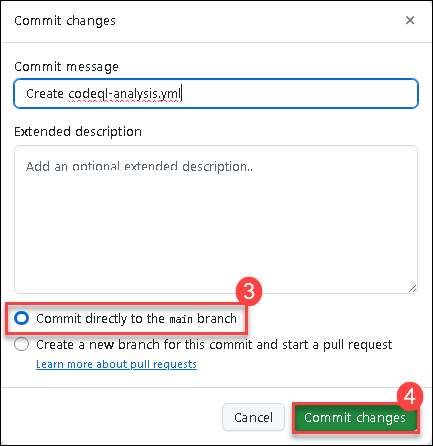 Commit changes
Commit message
Create codeql-analysis.yml
Extended description
Add an optional extended description..
3
Commit directly to the main branch
Create a new branch for this commit and start a pull request
Learn more about pull requests
4
Cancel
Commit changes